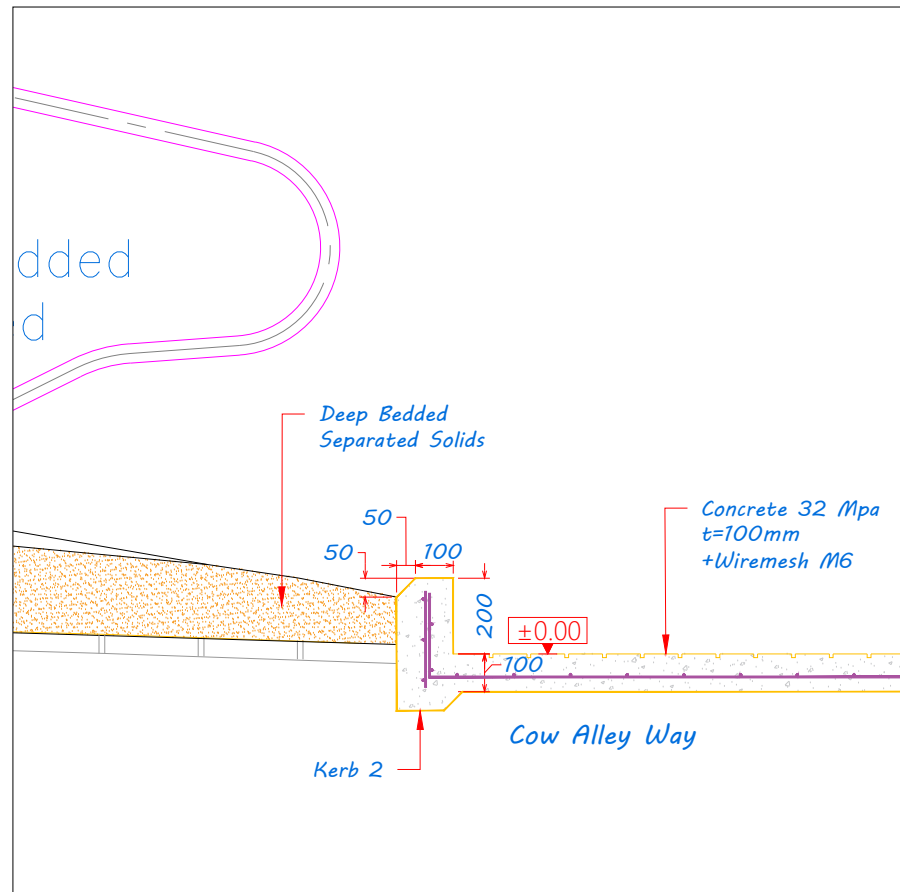 dded
d
Deep Bedded
Separated Solids
50
50
100
200
±0.00
100
Concrete 32 Mpa
t=100mm
+Wiremesh M6
Cow Alley Way
Kerb 2